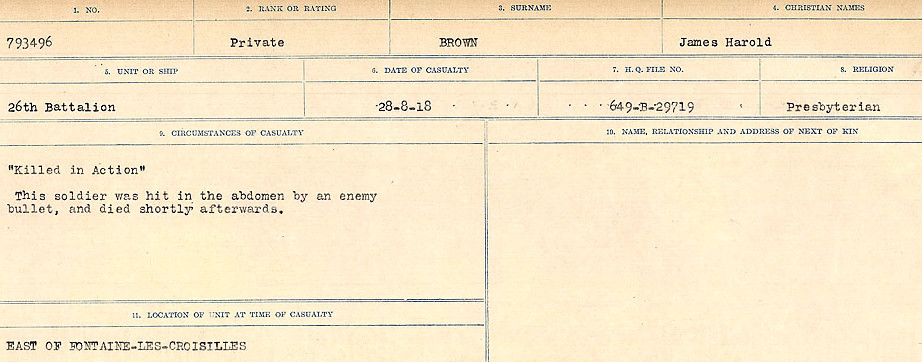 1. NO. 2. RANK OR RATING 3. SURNAME 4. CHRISTIAN NAMES
793496 Private BROWN James Harold
5. UNIT OR SHIP 6. DATE OF CASUALTY 7. H. Q. FILE NO. 8. RELIGION
26th Battalion 28-8-18 649-B-29719 Presbyterian
9. CIRCUMSTANCES OF CASUALTY 10. NAME, RELATIONSHIP AND ADDRESS OF NEXT OF KIN
"Killed in Action"
This soldier was hit in the abdomen by an enemy
bullet, and died shortly afterwards.
11. LOCATION OF UNIT AT TIME OF CASUALTY
EAST OF FONTAINE-LES-CROISILLES